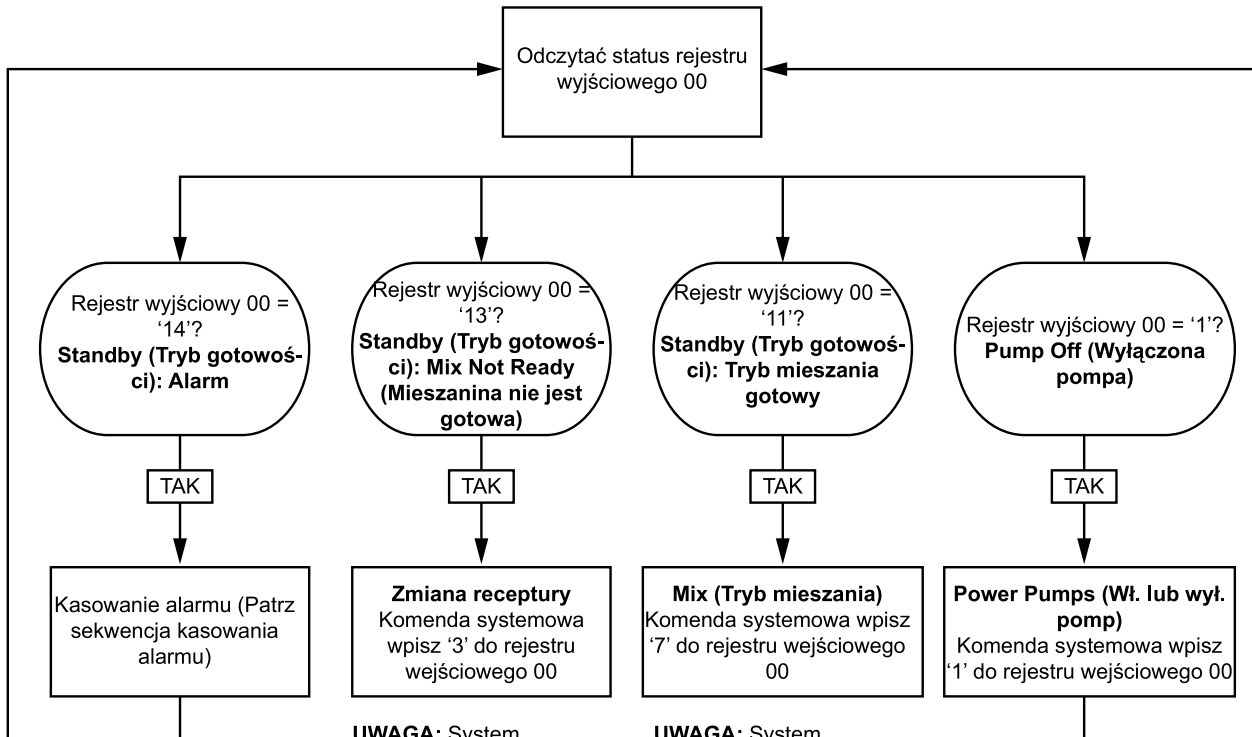 Odczytać status rejestru
wyjściowego 00
Rejestr wyjściowy 00 =
‘14’?
Standby (Tryb gotowoś-
ci): Alarm
Rejestr wyjściowy 00 =
‘13’?
Standby (Tryb gotowoś-
ci): Mix Not Ready
(Mieszanina nie jest
gotowa)
Rejestr wyjściowy 00 =
‘11’?
Standby (Tryb gotowoś-
ci): Tryb mieszania
gotowy
Rejestr wyjściowy 00 = ‘1’?
Pump Off (Wyłączona
pompa)
TAK
TAK
TAK
TAK
Kasowanie alarmu (Patrz
sekwencja kasowania
alarmu)
Zmiana receptury
Komenda systemowa
wpisz ‘3’ do rejestru
wejściowego 00
Mix (Tryb mieszania)
Komenda systemowa wpisz
‘7’ do rejestru wejściowego
00
Power Pumps (Wł. lub wył.
pomp)
Komenda systemowa wpisz
‘1’ do rejestru wejściowego 00
UWAGA: System
UWAGA: System